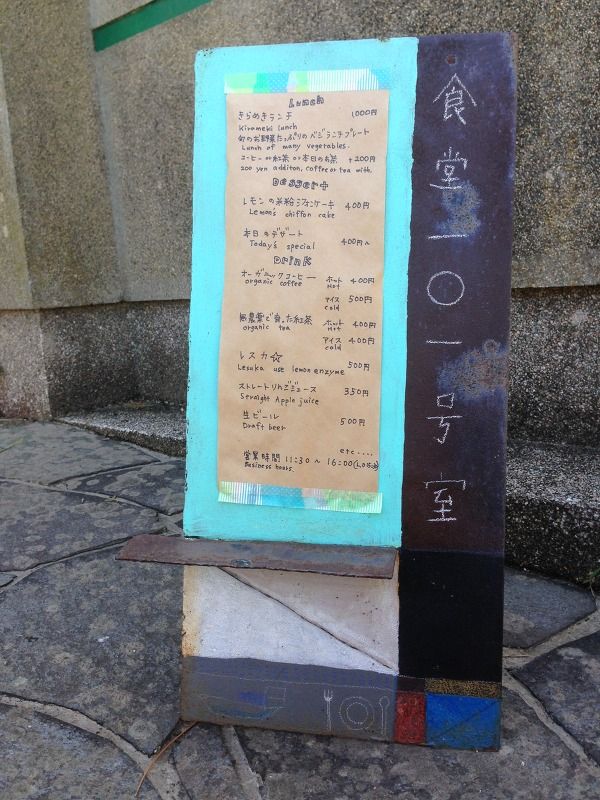 Lunch
きらめきランチ 1000円
Kirameki lunch
旬のお野菜たっぷりのベジランチプレート
Lunch of many vegetables.
コーヒー or 紅茶 or 本日のお茶 +200円
200 yen additon, coffee or tea with.
Dessert
レモンの米粉シフォンケーキ 400円
Lemon's chiffon cake
本日のデザート 400円~
Today's special
Drink
オーガニックコーヒー ホット 400円
organic coffee Hot
アイス 500円
cold
無農薬で育った紅茶 ホット 400円
organic tea Hot
アイス 400円
cold
レスカ☆ 500円
Lesuka use lemon enzyme
ストレートりんごジュース 350円
Straight Apple juice
生ビール 500円
Draft beer
etc....
営業時間 11:30 ~ 16:00
Business hours.
食堂一〇一号室